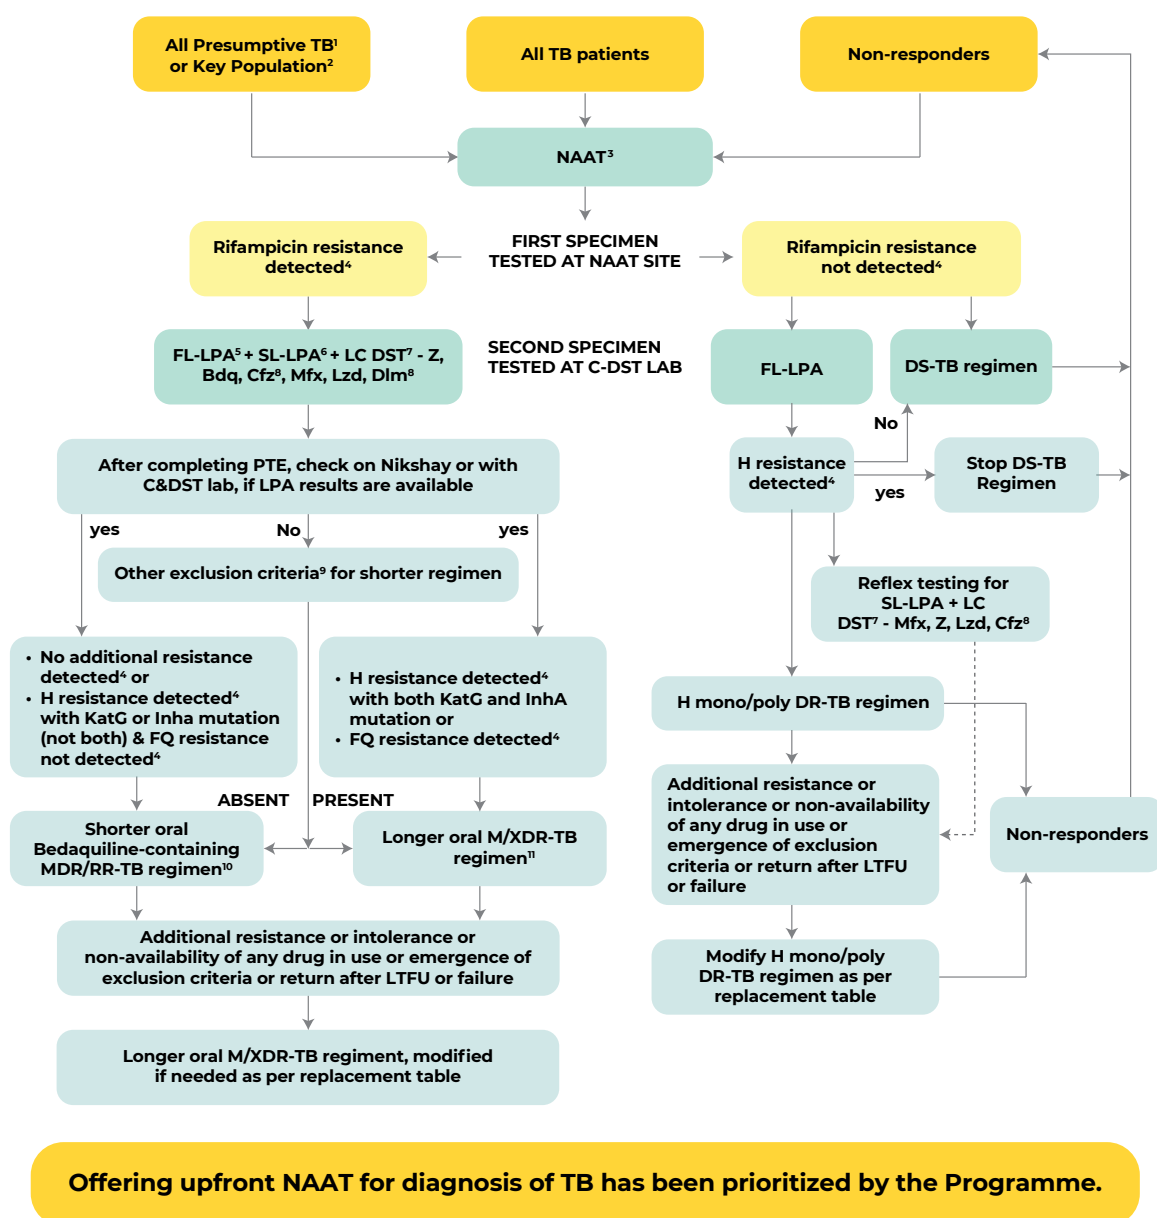 All Presumptive TB¹
or Key Population²
All TB patients
Non-responders
NAAT³
FIRST SPECIMEN
TESTED AT NAAT SITE
Rifampicin resistance
detected⁴
Rifampicin resistance
not detected⁴
FL-LPA⁵ + SL-LPA⁶ + LC DST⁷ - Z,
Bdq, Cfz⁸, Mfx, Lzd, Dlm⁸
SECOND SPECIMEN
TESTED AT C-DST LAB
FL-LPA
DS-TB regimen
No
After completing PTE, check on Nikshay or with
C&DST lab, if LPA results are available
H resistance
detected⁴
yes
Stop DS-TB
Regimen
yes
No
yes
Other exclusion criteria⁹ for shorter regimen
Reflex testing for
SL-LPA + LC
DST⁷ - Mfx, Z, Lzd, Cfz⁸
• No additional resistance
detected⁴ or
• H resistance detected⁴
with KatG or Inha mutation
(not both) & FQ resistance
not detected⁴
• H resistance detected⁴
with both KatG and InhA
mutation or
• FQ resistance detected⁴
H mono/poly DR-TB regimen
ABSENT
PRESENT
Shorter oral
Bedaquiline-containing
MDR/RR-TB regimen¹⁰
Longer oral M/XDR-TB
regimen¹¹
Additional resistance or
intolerance or non-availability
of any drug in use or
emergence of exclusion
criteria or return after LTFU
or failure
Non-responders
Additional resistance or intolerance or
non-availability of any drug in use or emergence of
exclusion criteria or return after LTFU or failure
Modify H mono/poly
DR-TB regimen as per
replacement table
Longer oral M/XDR-TB regiment, modified
if needed as per replacement table
Offering upfront NAAT for diagnosis of TB has been prioritized by the Programme.